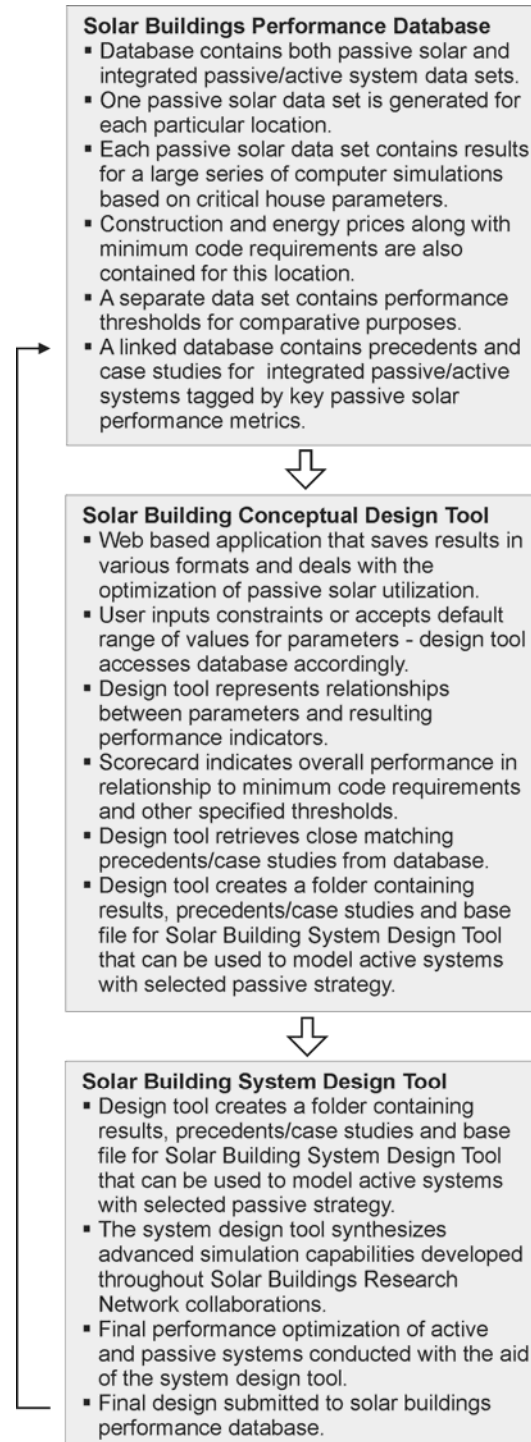 Solar Buildings Performance Database
▪ Database contains both passive solar and
integrated passive/active system data sets.
▪ One passive solar data set is generated for
each particular location.
▪ Each passive solar data set contains results
for a large series of computer simulations
based on critical house parameters.
▪ Construction and energy prices along with
minimum code requirements are also
contained for this location.
▪ A separate data set contains performance
thresholds for comparative purposes.
▪ A linked database contains precedents and
case studies for integrated passive/active
systems tagged by key passive solar
performance metrics.
Solar Building Conceptual Design Tool
▪ Web based application that saves results in
various formats and deals with the
optimization of passive solar utilization.
▪ User inputs constraints or accepts default
range of values for parameters - design tool
accesses database accordingly.
▪ Design tool represents relationships
between parameters and resulting
performance indicators.
▪ Scorecard indicates overall performance in
relationship to minimum code requirements
and other specified thresholds.
▪ Design tool retrieves close matching
precedents/case studies from database.
▪ Design tool creates a folder containing
results, precedents/case studies and base
file for Solar Building System Design Tool
that can be used to model active systems
with selected passive strategy.
Solar Building System Design Tool
▪ Design tool creates a folder containing
results, precedents/case studies and base
file for Solar Building System Design Tool
that can be used to model active systems
with selected passive strategy.
▪ The system design tool synthesizes
advanced simulation capabilities developed
throughout Solar Buildings Research
Network collaborations.
▪ Final performance optimization of active
and passive systems conducted with the aid
of the system design tool.
▪ Final design submitted to solar buildings
performance database.